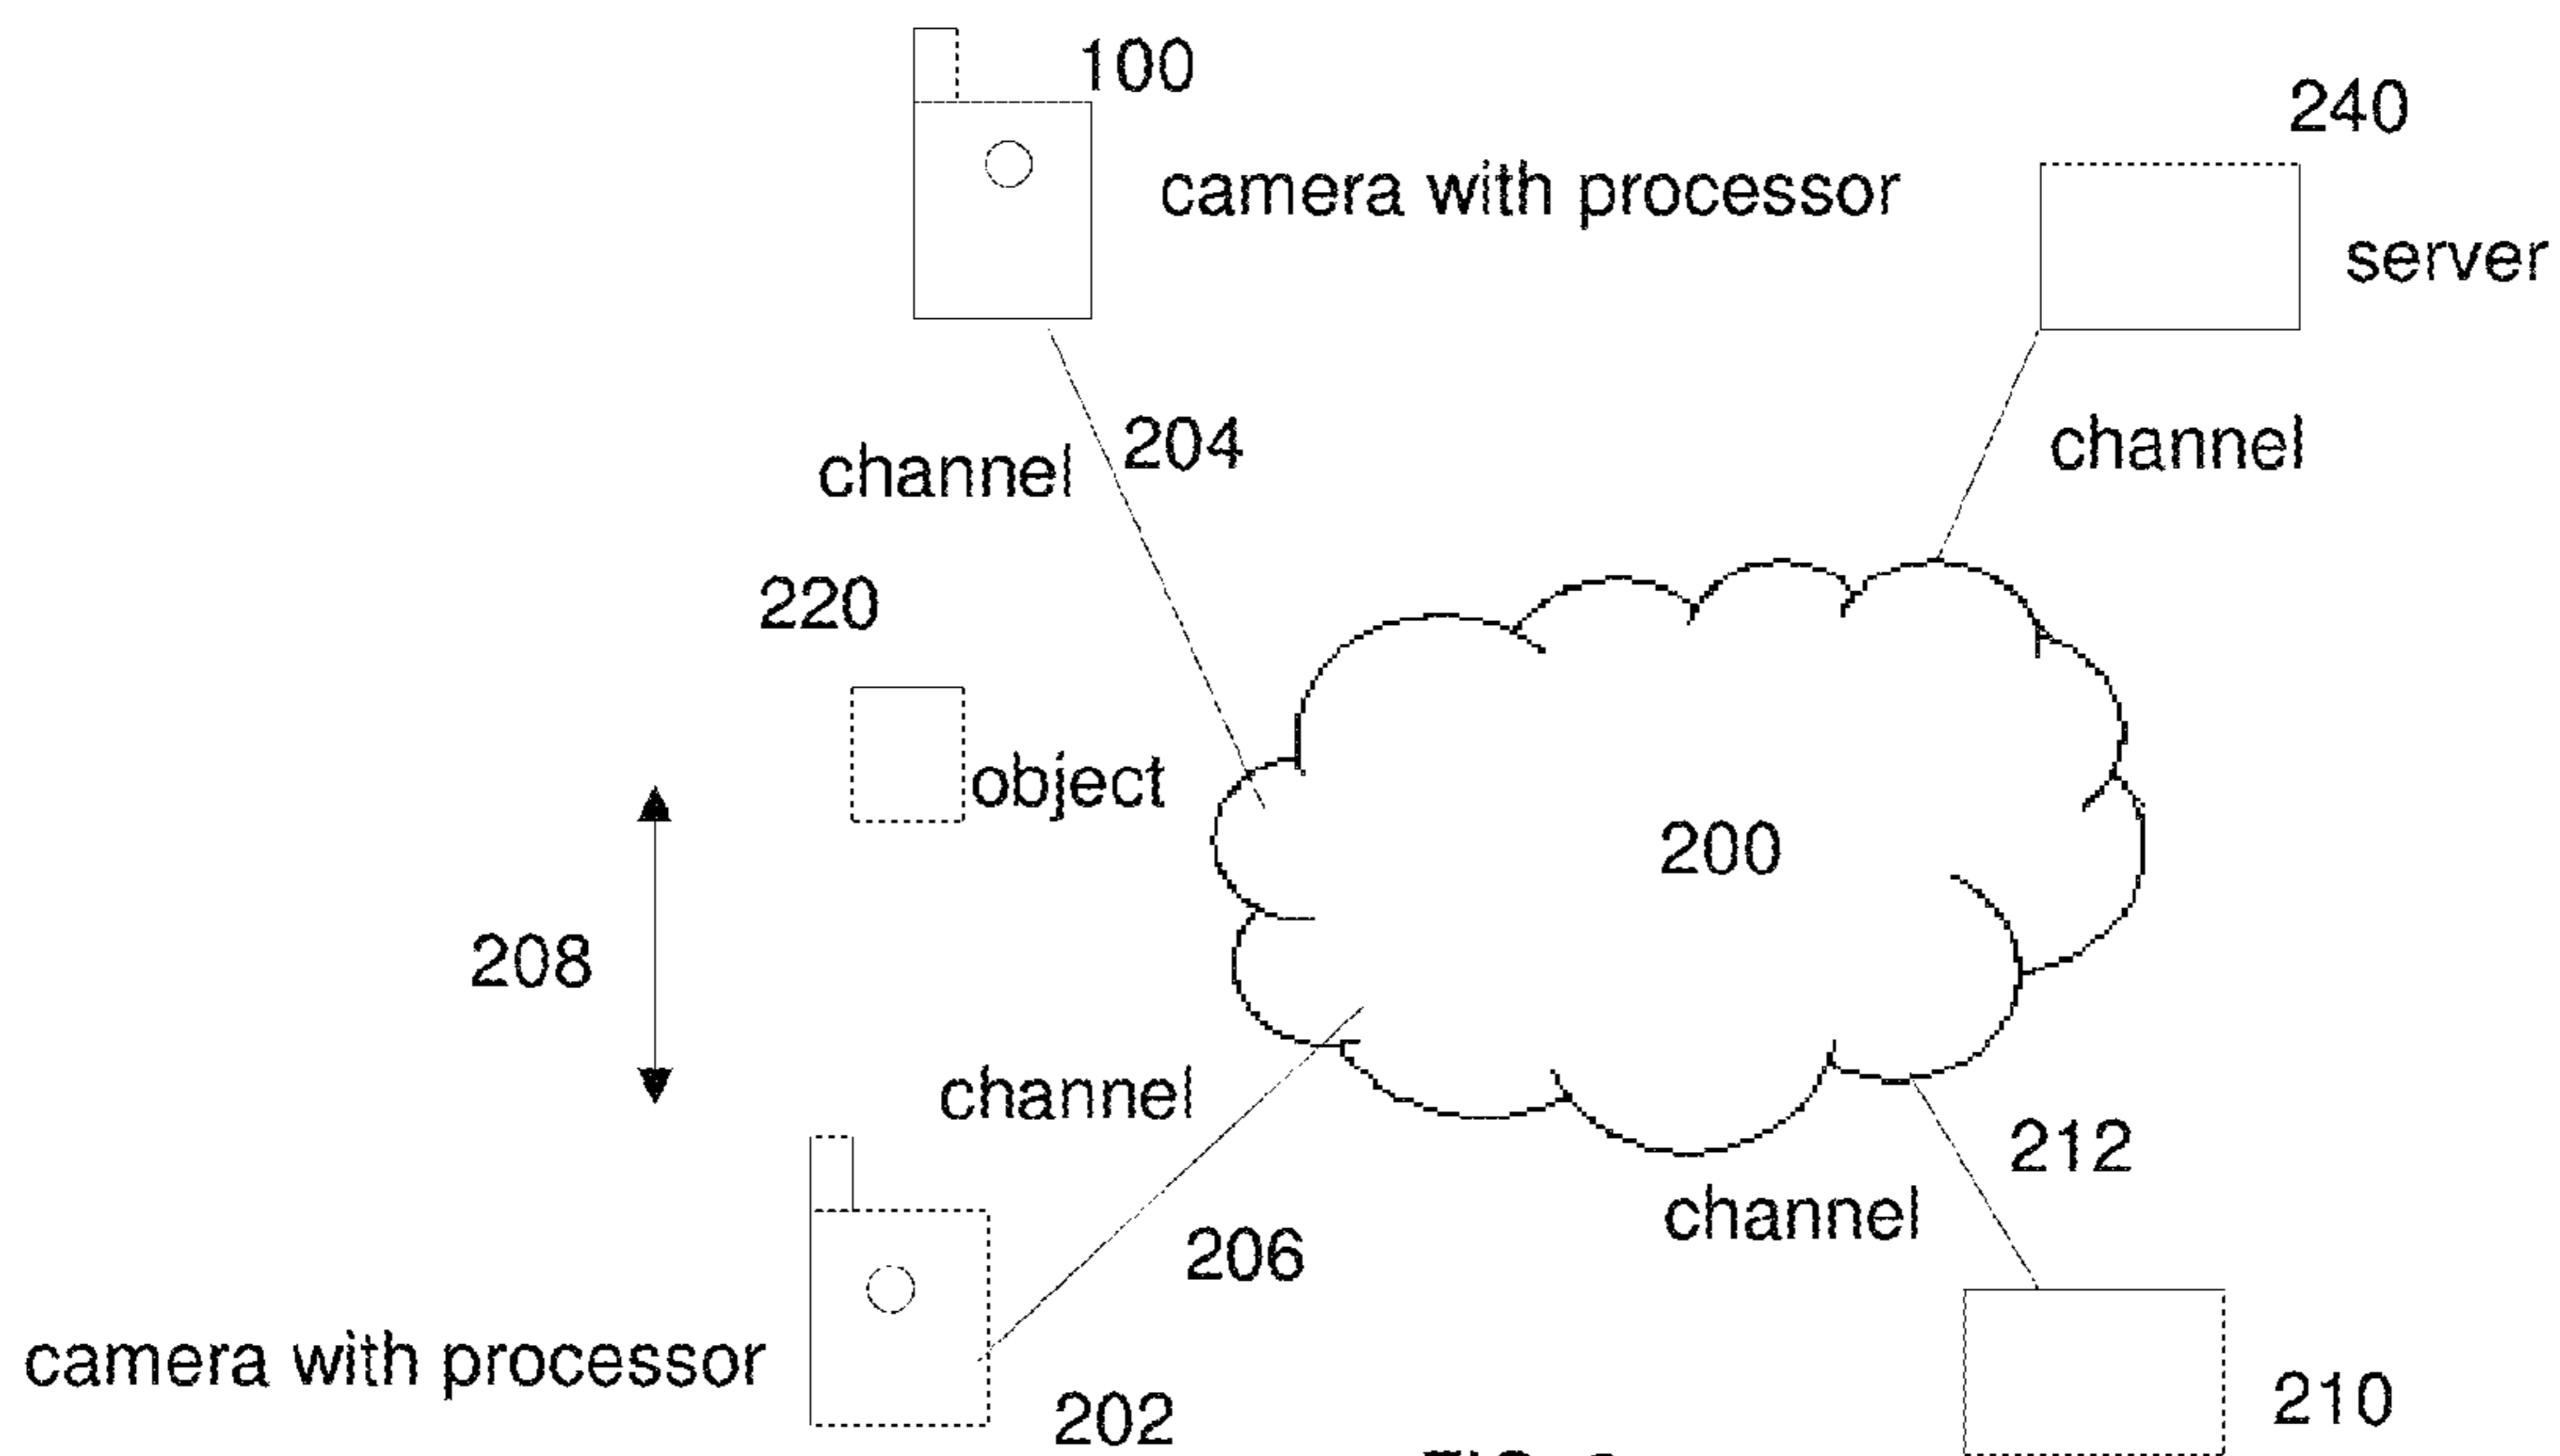 100
240
camera with processor
server
204
channel
channel
220
object
200
208
channel
212
channel
206
camera with processor
210
202